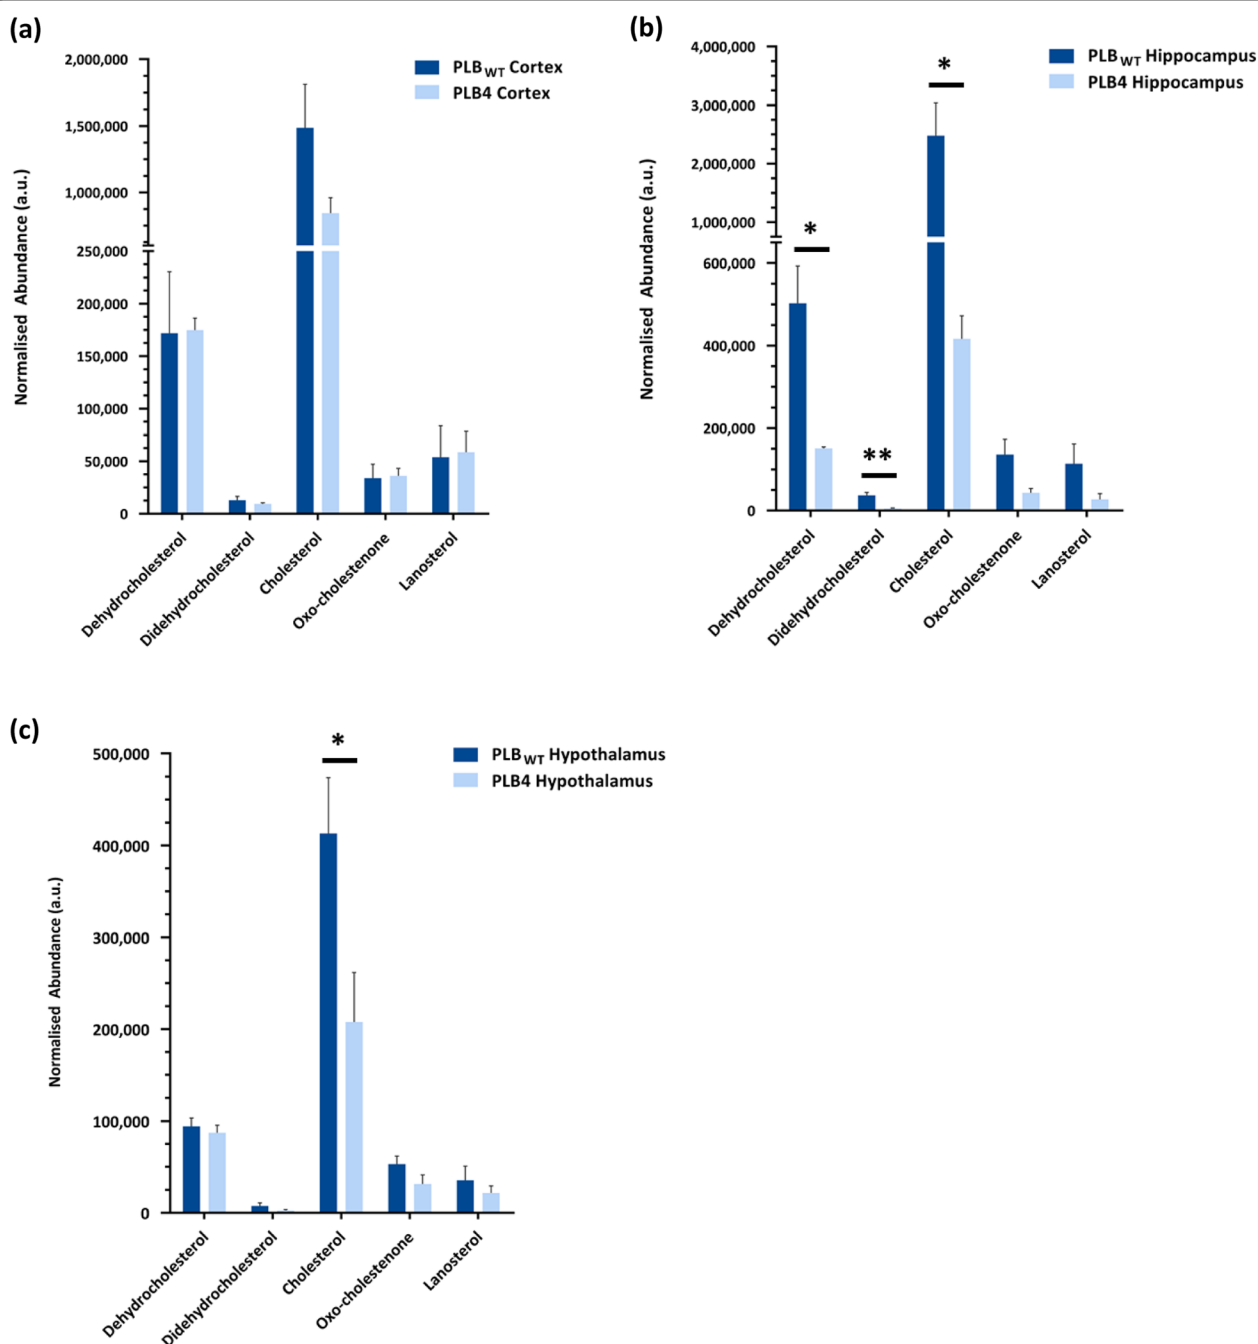 (a)
PLBWT Cortex
PLB4 Cortex
Normalised Abundance (a.u.)
2,000,000
1,500,000
1,000,000
250,000
200,000
150,000
100,000
50,000
0
Dehydrocholesterol
Didehydrocholesterol
Cholesterol
Oxo-cholestenone
Lanosterol
(b)
PLBWT Hippocampus
PLB4 Hippocampus
Normalised Abundance (a.u.)
4,000,000
3,000,000
2,000,000
1,000,000
600,000
400,000
200,000
0
*
**
*
Dehydrocholesterol
Didehydrocholesterol
Cholesterol
Oxo-cholestenone
Lanosterol
(c)
PLBWT Hypothalamus
PLB4 Hypothalamus
Normalised Abundance (a.u.)
500,000
400,000
300,000
200,000
100,000
0
*
Dehydrocholesterol
Didehydrocholesterol
Cholesterol
Oxo-cholestenone
Lanosterol